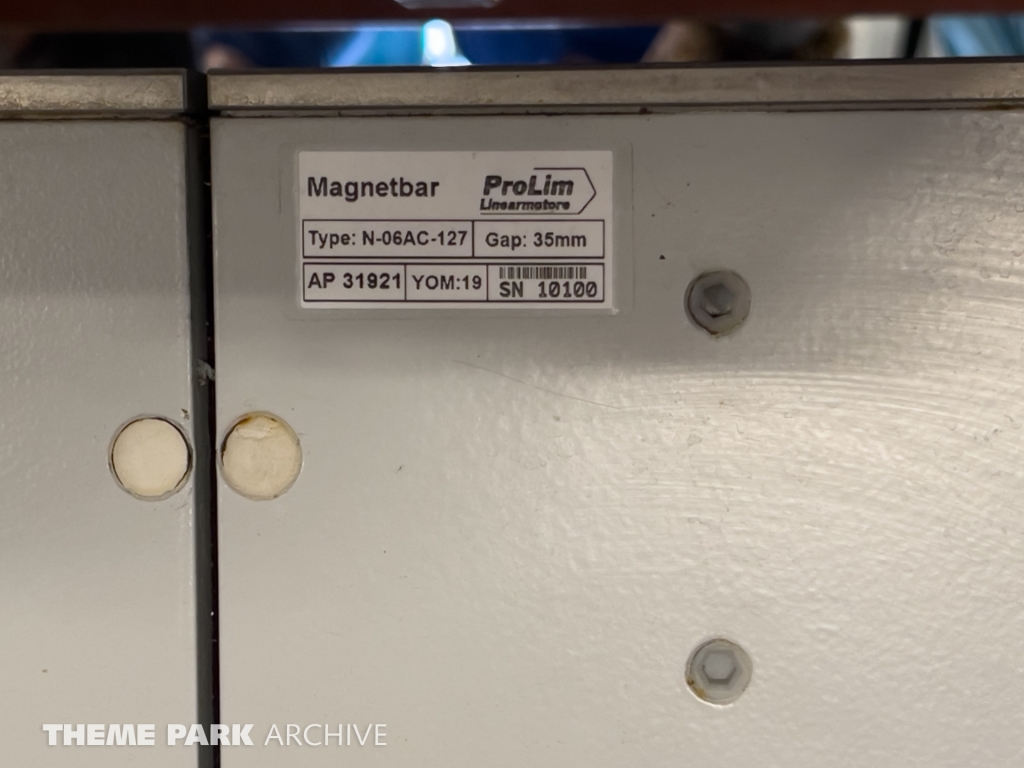 Magnetbar
ProLim
Linearmotore
Type: N-06AC-127
Gap: 35mm
AP 31921
YOM:19
SN 10100
THEME PARK ARCHIVE